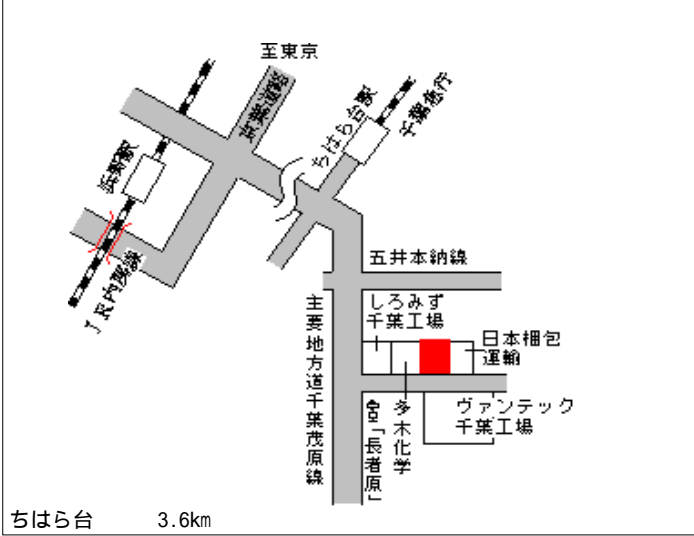 至東京
京葉道路
ちはら台駅
千葉急行
浜野駅
JR内房線
五井本納線
主要地方道千葉茂原線
しろみず
千葉工場
日本梱包
運輸
多木化学
「長者原」
ヴァンテック
千葉工場
ちはら台 3.6km